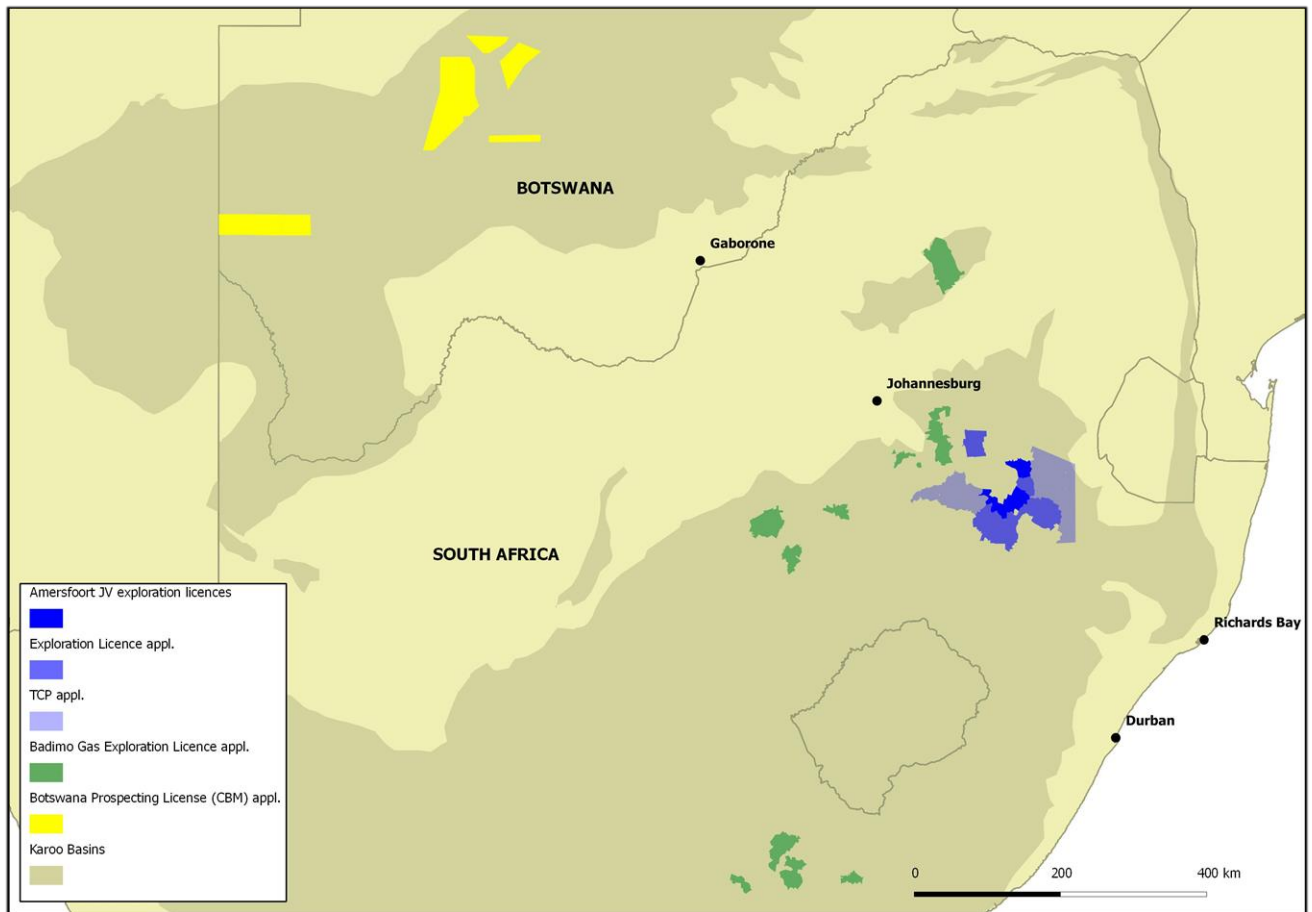 BOTSWANA
Gaborone
Johannesburg
SOUTH AFRICA
Richards Bay
Durban
Amersfoort JV exploration licences
Exploration Licence appl.
TCP appl.
Badimo Gas Exploration Licence appl.
Botswana Prospecting License (CBM) appl.
Karoo Basins
0 200 400 km